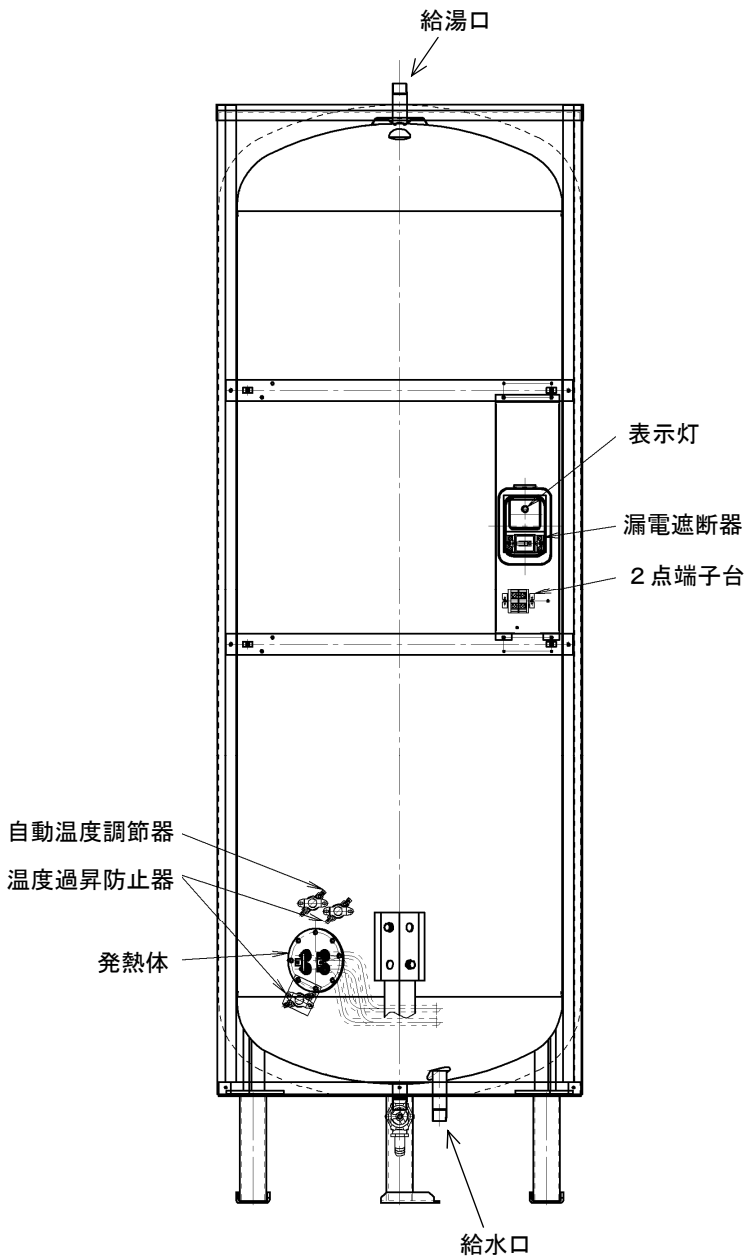 給湯口
表示灯
漏電遮断器
２点端子台
自動温度調節器
温度過昇防止器
発熱体
給水口